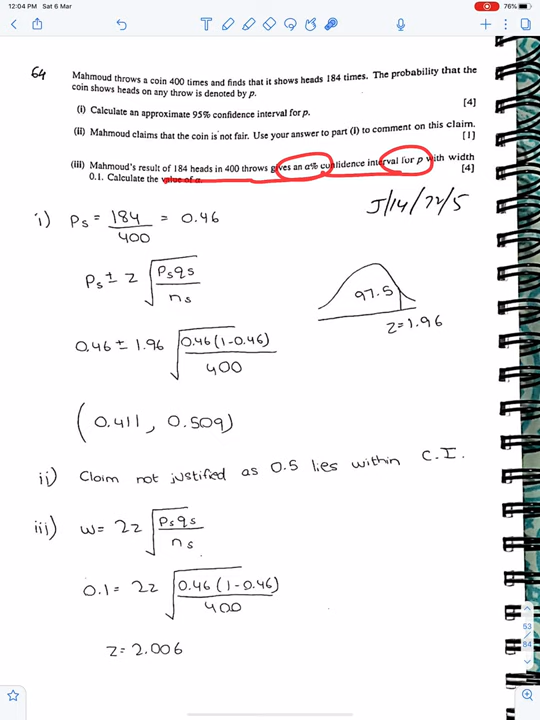 12:04 PM Sat 6 Mar
76%
64
Mahmoud throws a coin 400 times and finds that it shows heads 184 times. The probability that the
coin shows heads on any throw is denoted by p.
(i) Calculate an approximate 95% confidence interval for p.
[4]
(ii) Mahmoud claims that the coin is not fair. Use your answer to part (i) to comment on this claim.
[1]
(iii) Mahmoud's result of 184 heads in 400 throws gives an α% confidence interval for p with width
0.1. Calculate the value of α.
[4]
J/14/72/5
i) Ps = 184/400 = 0.46
Ps ± z √(Psqs/ns)
97.5
z=1.96
0.46 ± 1.96 √(0.46(1-0.46)/400)
(0.411, 0.509)
ii) Claim not justified as 0.5 lies within C.I.
iii) w= 2z √(Psqs/ns)
0.1= 2z √(0.46(1-0.46)/400)
z= 2.006
53
84